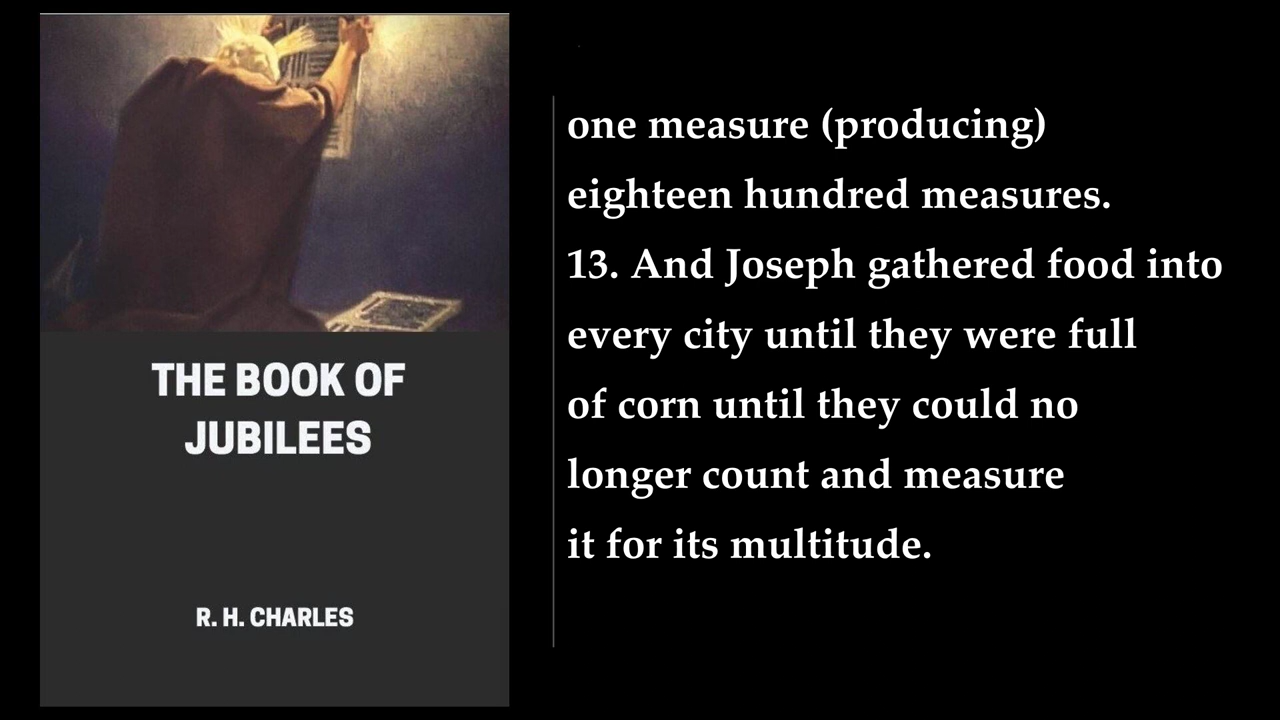 THE BOOK OF
JUBILEES
R. H. CHARLES
one measure (producing)
eighteen hundred measures.
13. And Joseph gathered food into
every city until they were full
of corn until they could no
longer count and measure
it for its multitude.